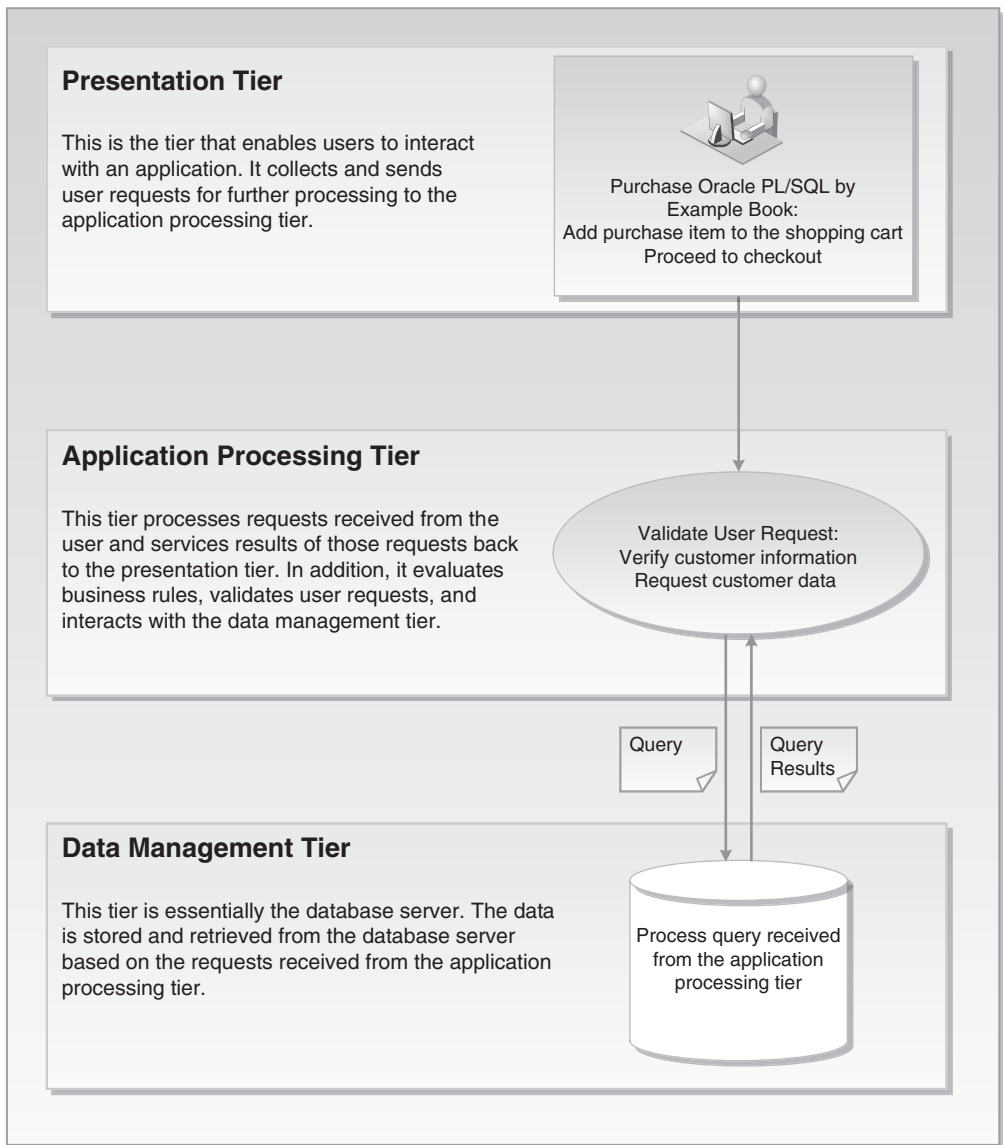 Presentation Tier
This is the tier that enables users to interact
with an application. It collects and sends
user requests for further processing to the
application processing tier.
Purchase Oracle PL/SQL by
Example Book:
Add purchase item to the shopping cart
Proceed to checkout
Application Processing Tier
This tier processes requests received from the
user and services results of those requests back
to the presentation tier. In addition, it evaluates
business rules, validates user requests, and
interacts with the data management tier.
Validate User Request:
Verify customer information
Request customer data
Query
Query
Results
Data Management Tier
This tier is essentially the database server. The data
is stored and retrieved from the database server
based on the requests received from the application
processing tier.
Process query received
from the application
processing tier